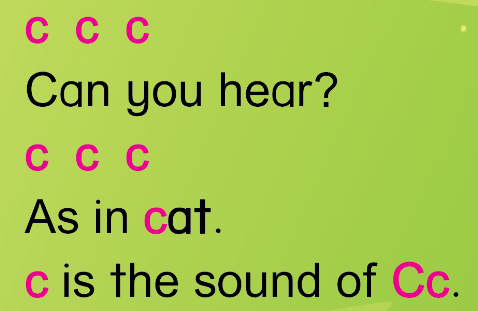 c c c
Can you hear?
c c c
As in cat.
c is the sound of Cc.